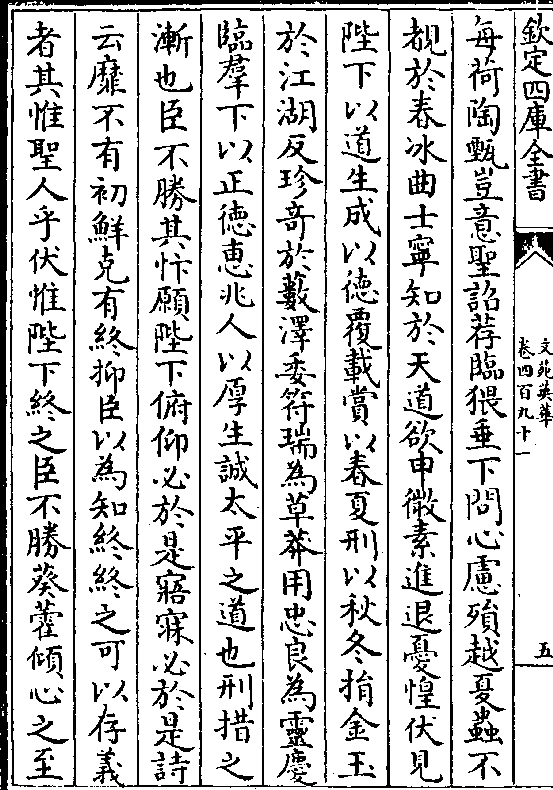 欽定四庫全書
文苑英華
卷四百九十一
五
每荷陶甄豈意聖詔荐臨猥垂下問心慮殞越夏蟲不
覩於春冰曲士寧知於天道欲申微素進退憂惶伏見
陛下以道生成以徳覆載賞以春夏刑以秋冬捐金玉
於江湖反珍奇於藪澤委符瑞為草莽用忠良為靈慶
臨羣下以正徳惠兆人以厚生誠太平之道也刑措之
漸也臣不勝其忭願陛下俯仰必於是寤寐必於是詩
云靡不有初鮮克有終抑臣以為知終終之可以存義
者其惟聖人乎伏惟陛下終之臣不勝葵藿傾心之至